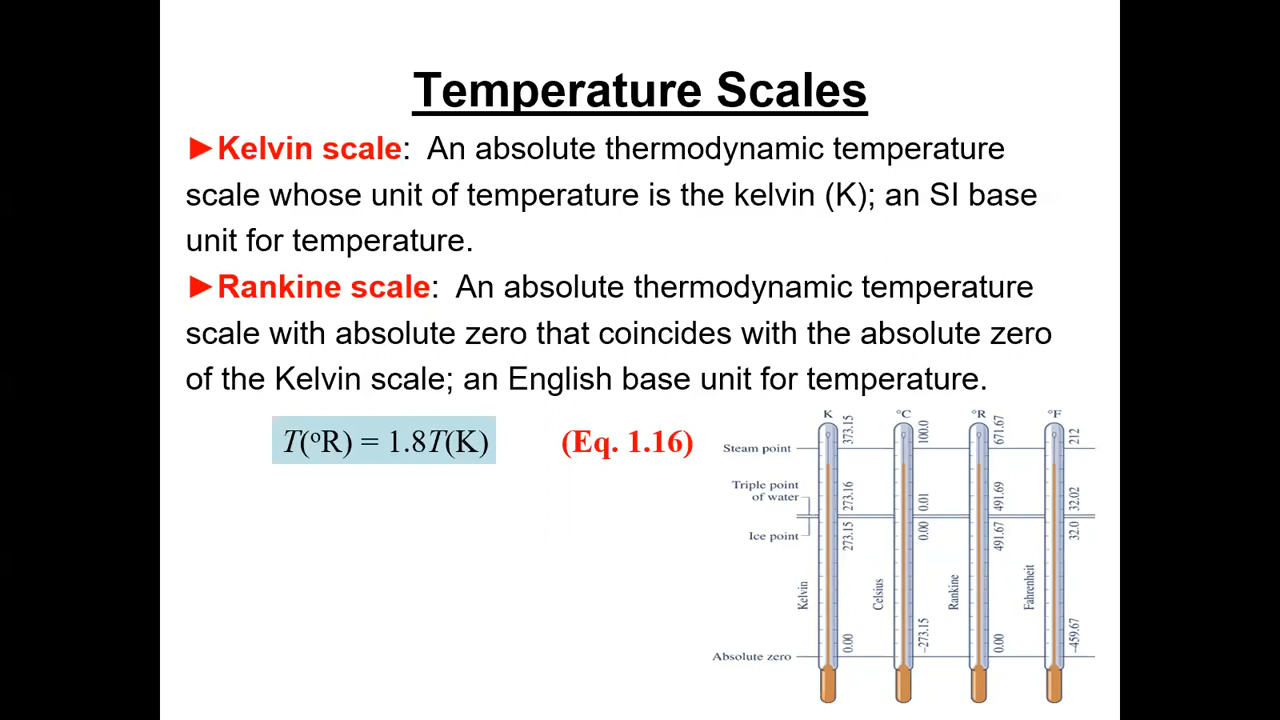 Temperature Scales
►Kelvin scale:  An absolute thermodynamic temperature
scale whose unit of temperature is the kelvin (K); an SI base
unit for temperature.
►Rankine scale:  An absolute thermodynamic temperature
scale with absolute zero that coincides with the absolute zero
of the Kelvin scale; an English base unit for temperature.
T(ºR) = 1.8T(K) (Eq. 1.16)
K °C °R °F
Steam point 373.15 100.0 671.67 212
Triple point
of water 273.16 0.01 491.69 32.02
Ice point 273.15 0.00 491.67 32.0
Kelvin Celsius Rankine Fahrenheit
Absolute zero 0.00 –273.15 0.00 –459.67